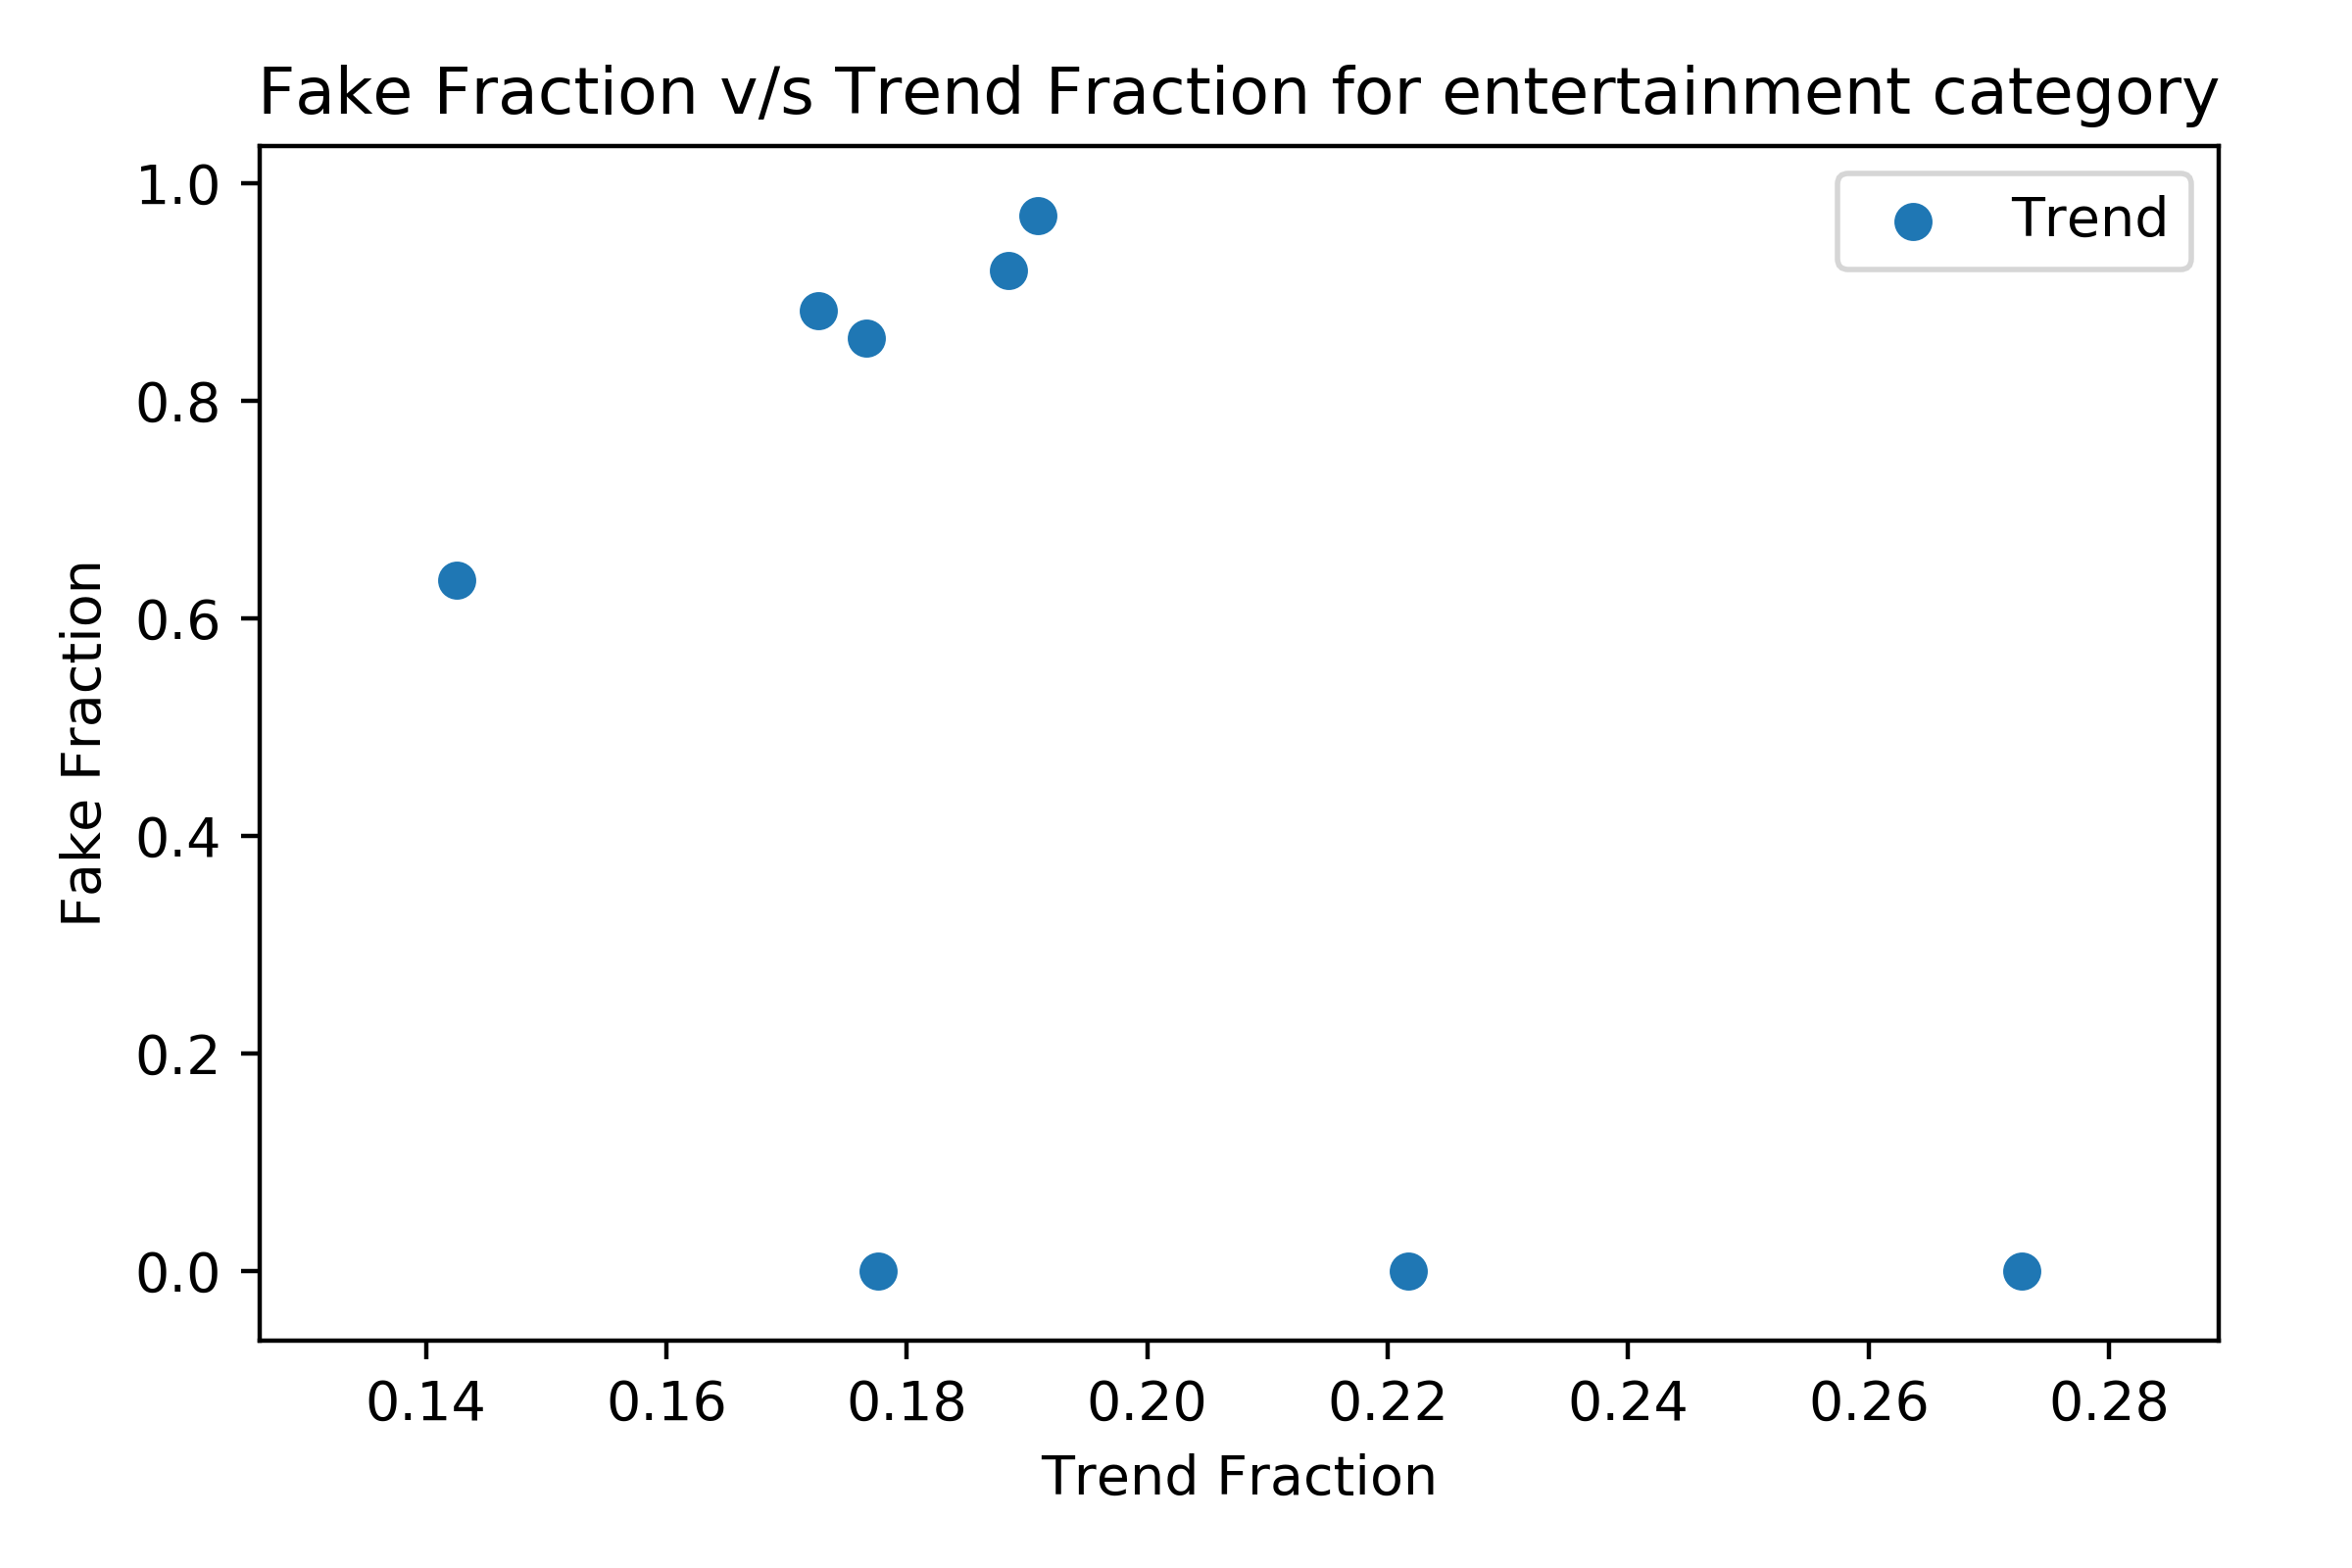 Fake Fraction v/s Trend Fraction for entertainment category
Trend
1.0
0.8
0.6
0.4
0.2
0.0
Fake Fraction
0.14 0.16 0.18 0.20 0.22 0.24 0.26 0.28
Trend Fraction